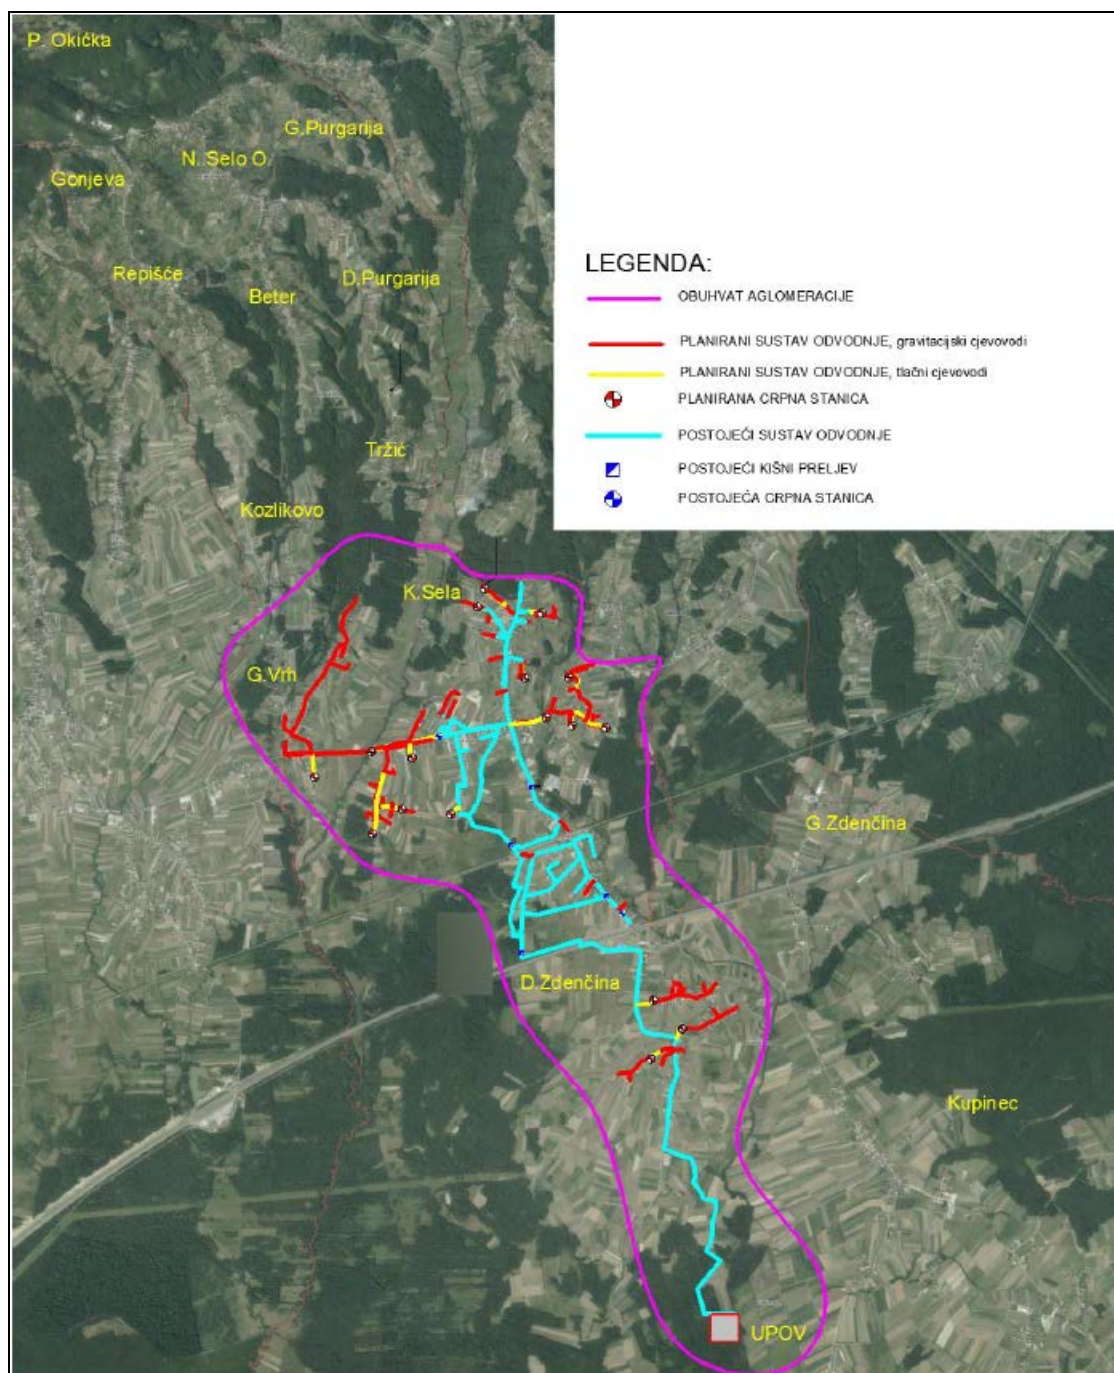 P. Okićka
G.Purgarija
N. Selo O.
Gonjeva
Repišće
D.Purgarija
Beter
LEGENDA:
OBUHVAT AGLOMERACIJE
PLANIRANI SUSTAV ODVODNJE, gravitacijski cjevovodi
PLANIRANI SUSTAV ODVODNJE, tlačni cjevovodi
PLANIRANA CRPNA STANICA
POSTOJEĆI SUSTAV ODVODNJE
POSTOJEĆI KIŠNI PRELJEV
POSTOJEĆA CRPNA STANICA
Tržić
Kozlikovo
K.Sela
G.Vrh
G.Zdenčina
D.Zdenčina
Kupinec
UPOV